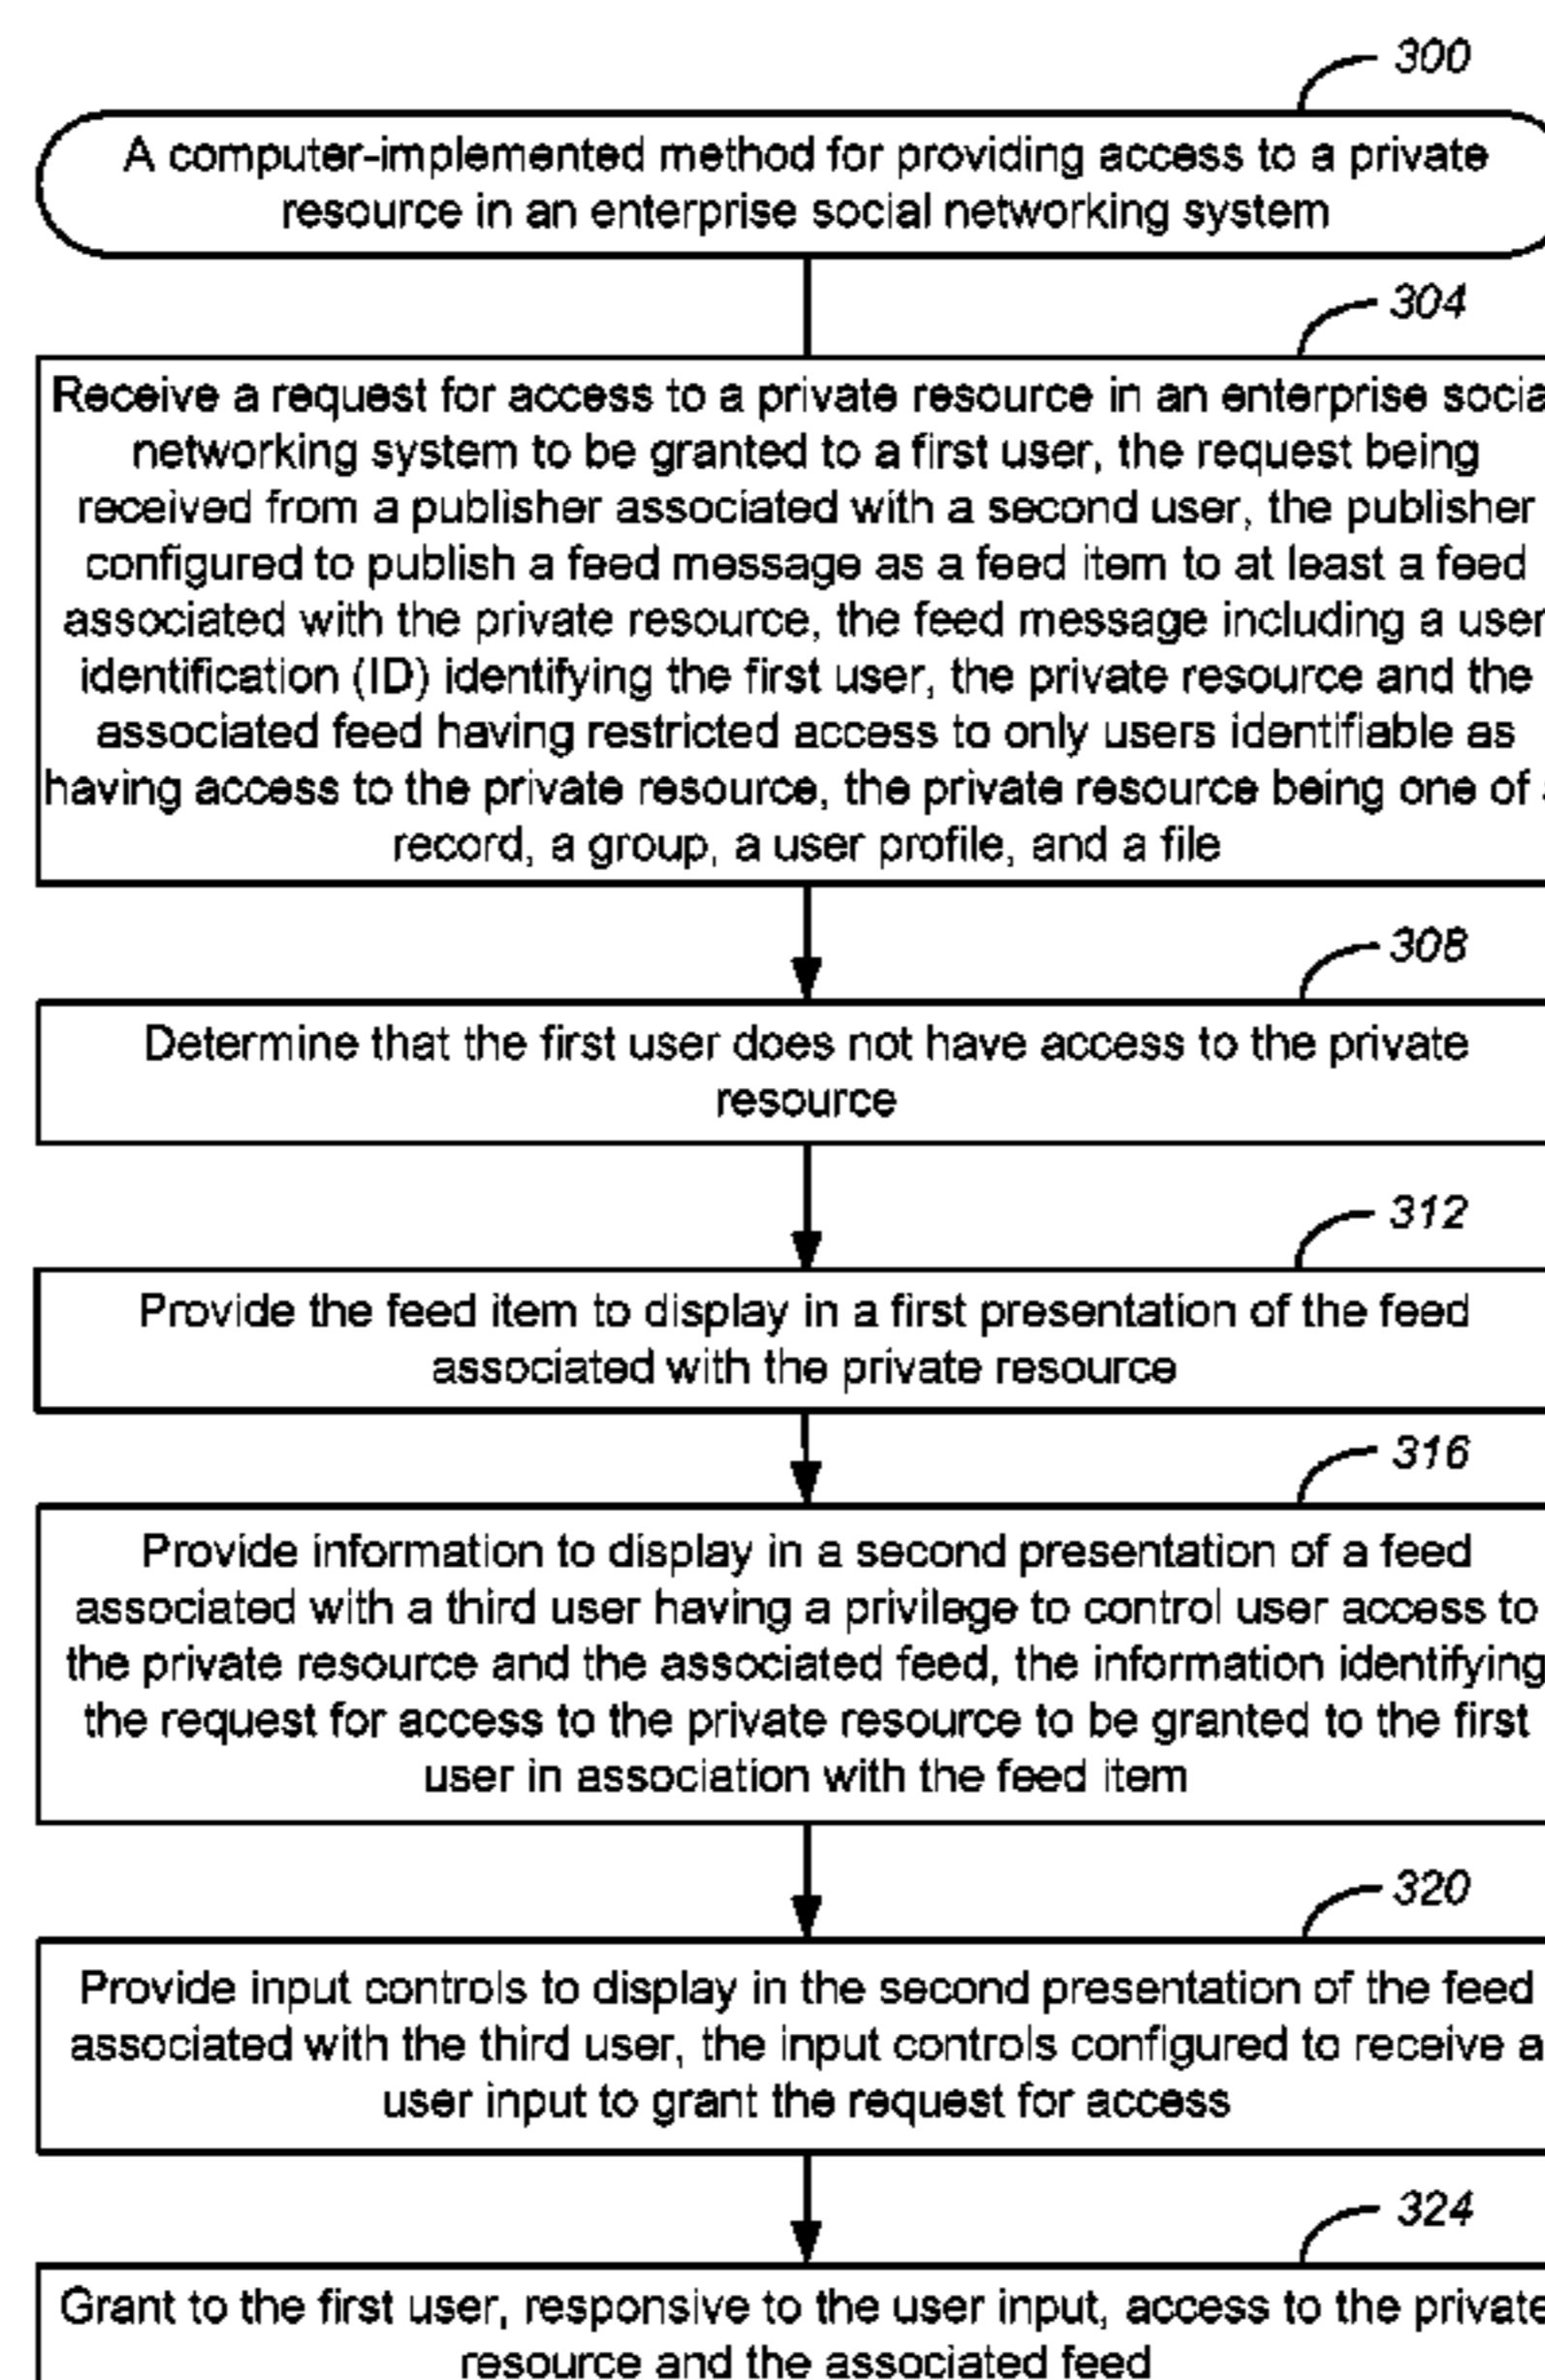 300
A computer-implemented method for providing access to a private
resource in an enterprise social networking system
304
Receive a request for access to a private resource in an enterprise socia
networking system to be granted to a first user, the request being
received from a publisher associated with a second user, the publisher
configured to publish a feed message as a feed item to at least a feed
associated with the private resource, the feed message including a user
identification (ID) identifying the first user, the private resource and the
associated feed having restricted access to only users identifiable as
having access to the private resource, the private resource being one of
record, a group, a user profile, and a file
308
Determine that the first user does not have access to the private
resource
312
Provide the feed item to display in a first presentation of the feed
associated with the private resource
316
Provide information to display in a second presentation of a feed
associated with a third user having a privilege to control user access to
the private resource and the associated feed, the information identifying
the request for access to the private resource to be granted to the first
user in association with the feed item
320
Provide input controls to display in the second presentation of the feed
associated with the third user, the input controls configured to receive a
user input to grant the request for access
324
Grant to the first user, responsive to the user input, access to the private
resource and the associated feed